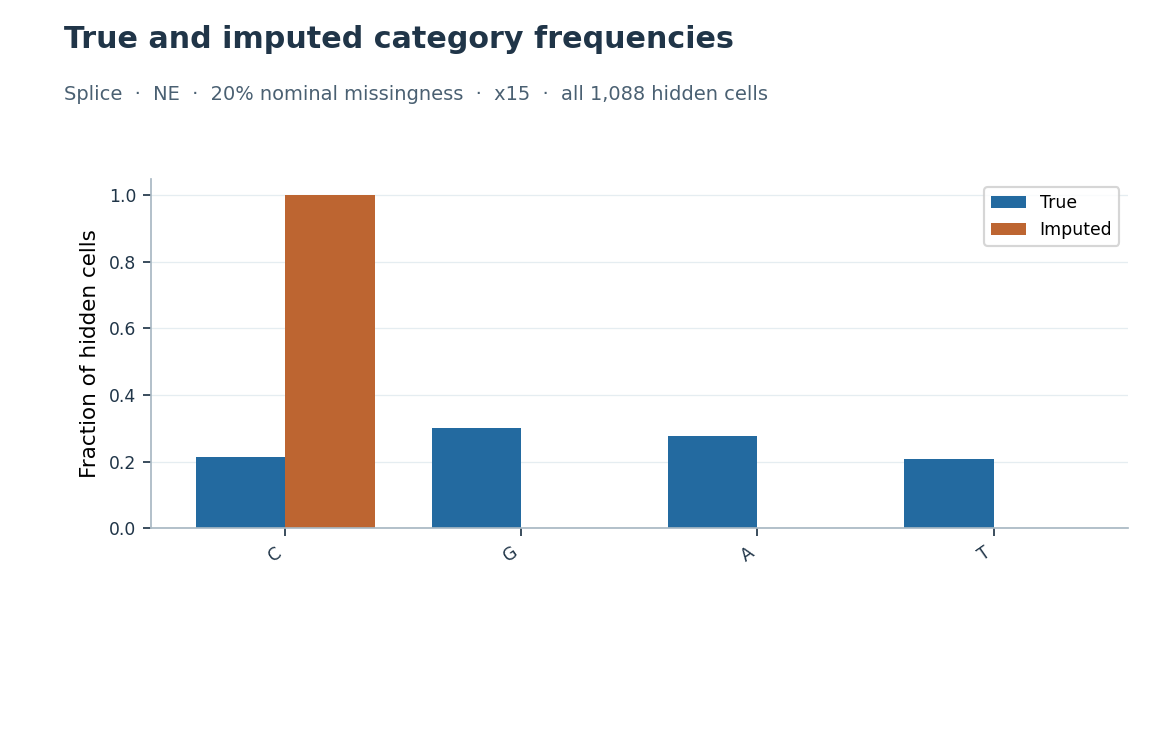 True and imputed category frequencies
Splice · NE · 20% nominal missingness · x15 · all 1,088 hidden cells
Fraction of hidden cells
1.0
0.8
0.6
0.4
0.2
0.0
True
Imputed
C
G
A
T